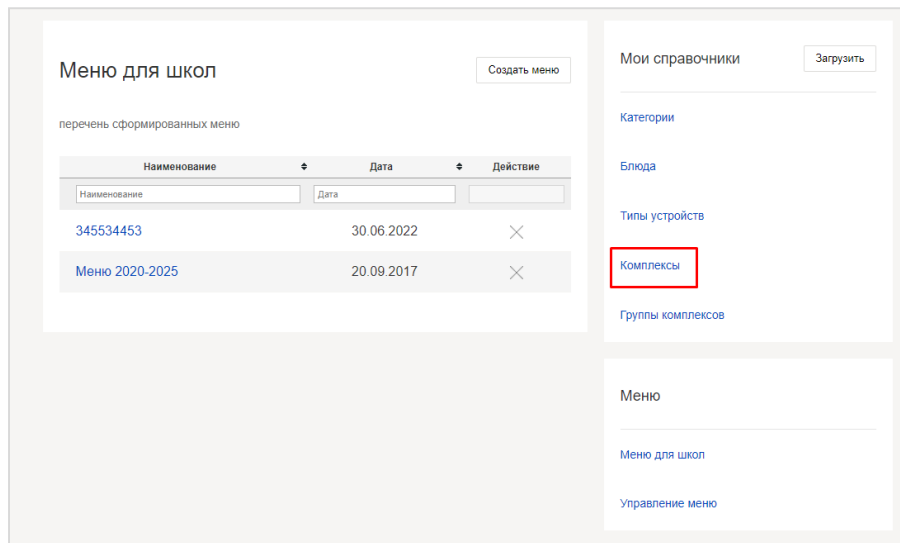 Меню для школ
Создать меню
перечень сформированных меню
Наименование Дата Действие
Наименование Дата
345534453 30.06.2022
Меню 2020-2025 20.09.2017
Мои справочники
Загрузить
Категории
Блюда
Типы устройств
Комплексы
Группы комплексов
Меню
Меню для школ
Управление меню